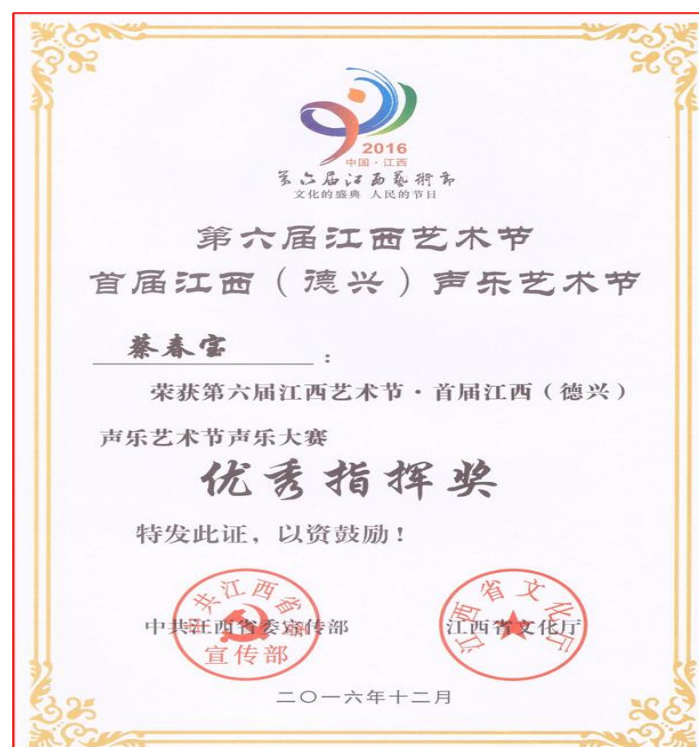 2016
中国·江西
第六届江西藝術节
文化的盛典 人民的节日
第六届江西艺术节
首届江西（德兴）声乐艺术节
蔡春宝：
荣获第六届江西艺术节·首届江西（德兴）
声乐艺术节声乐大赛
优秀指挥奖
特发此证，以资鼓励！
中共江西省委宣传部
中共江西省委宣传部
江西省文化厅
江西省文化厅
二〇一六年十二月